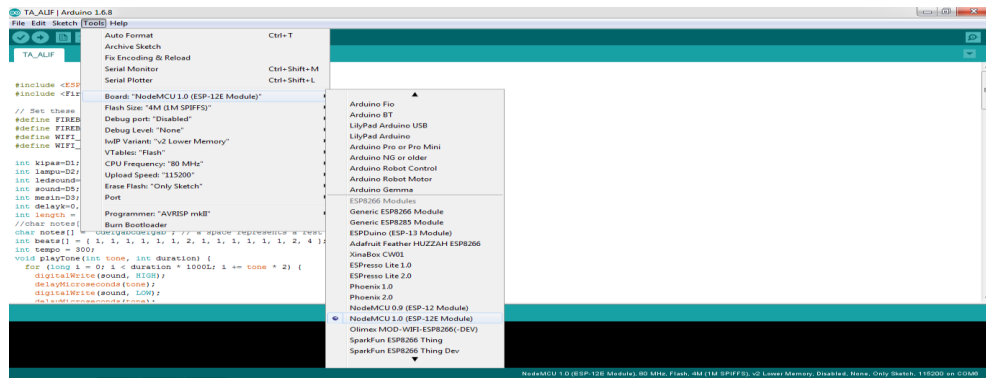 TA_ALIF | Arduino 1.6.8
File Edit Sketch Tools Help
TA_ALIF
#include <ESP
#include <Fir
// Set these
#define FIREB
#define FIREB
#define WIFI_
#define WIFI_
int kipas=D1;
int lampu=D2;
int ledsound=
int sound=D5;
int mesin=D3;
int delayk=0,
int length =
//char notes[
char notes[] = "cdefgabcdefgab"; // a space represents a rest
int beats[] = { 1, 1, 1, 1, 1, 1, 2, 1, 1, 1, 1, 1, 1, 2, 4 };
int tempo = 300;
void playTone(int tone, int duration) {
for (long i = 0; i < duration * 1000L; i += tone * 2) {
digitalWrite(sound, HIGH);
delayMicroseconds(tone);
digitalWrite(sound, LOW);
delayMicroseconds(tone);
Auto Format Ctrl+T
Archive Sketch
Fix Encoding & Reload
Serial Monitor Ctrl+Shift+M
Serial Plotter Ctrl+Shift+L
Board: "NodeMCU 1.0 (ESP-12E Module)"
Flash Size: "4M (1M SPIFFS)"
Debug port: "Disabled"
Debug Level: "None"
lwIP Variant: "v2 Lower Memory"
VTables: "Flash"
CPU Frequency: "80 MHz"
Upload Speed: "115200"
Erase Flash: "Only Sketch"
Port
Programmer: "AVRISP mkII"
Burn Bootloader
Arduino Fio
Arduino BT
LilyPad Arduino USB
LilyPad Arduino
Arduino Pro or Pro Mini
Arduino NG or older
Arduino Robot Control
Arduino Robot Motor
Arduino Gemma
ESP8266 Modules
Generic ESP8266 Module
Generic ESP8285 Module
ESPDuino (ESP-13 Module)
Adafruit Feather HUZZAH ESP8266
XinaBox CW01
ESPresso Lite 1.0
ESPresso Lite 2.0
Phoenix 1.0
Phoenix 2.0
NodeMCU 0.9 (ESP-12 Module)
NodeMCU 1.0 (ESP-12E Module)
Olimex MOD-WIFI-ESP8266(-DEV)
SparkFun ESP8266 Thing
SparkFun ESP8266 Thing Dev
NodeMCU 1.0 (ESP-12E Module), 80 MHz, Flash, 4M (1M SPIFFS), v2 Lower Memory, Disabled, None, Only Sketch, 115200 on COM6